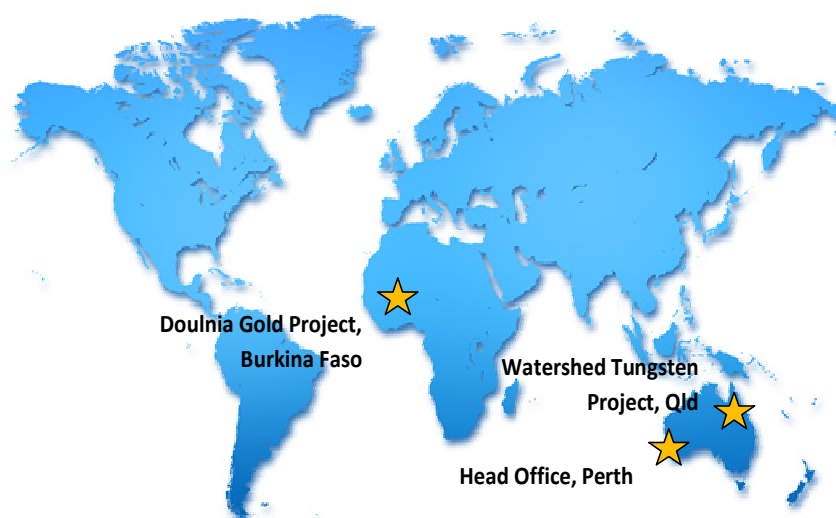 Doulnia Gold Project,
Burkina Faso
Watershed Tungsten
Project, Qld
Head Office, Perth